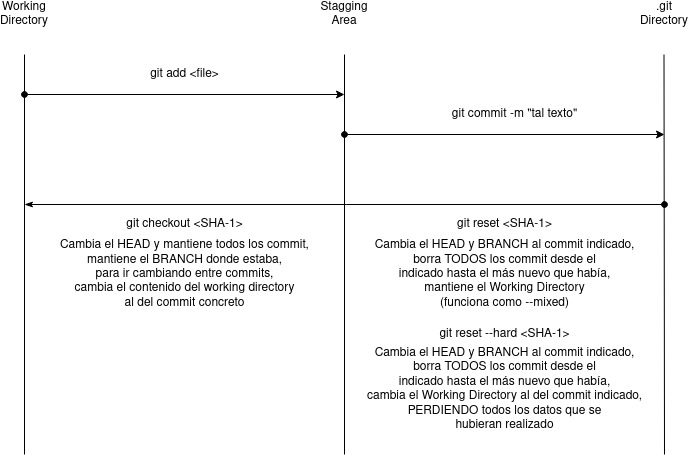 Working
Directory
Stagging
Area
.git
Directory
git add <file>
git commit -m "tal texto"
git checkout <SHA-1>
Cambia el HEAD y mantiene todos los commit,
mantiene el BRANCH donde estaba,
para ir cambiando entre commits,
cambia el contenido del working directory
al del commit concreto
git reset <SHA-1>
Cambia el HEAD y BRANCH al commit indicado,
borra TODOS los commit desde el
indicado hasta el más nuevo que había,
mantiene el Working Directory
(funciona como --mixed)
git reset --hard <SHA-1>
Cambia el HEAD y BRANCH al commit indicado,
borra TODOS los commit desde el
indicado hasta el más nuevo que había,
cambia el Working Directory al del commit indicado,
PERDIENDO todos los datos que se
hubieran realizado